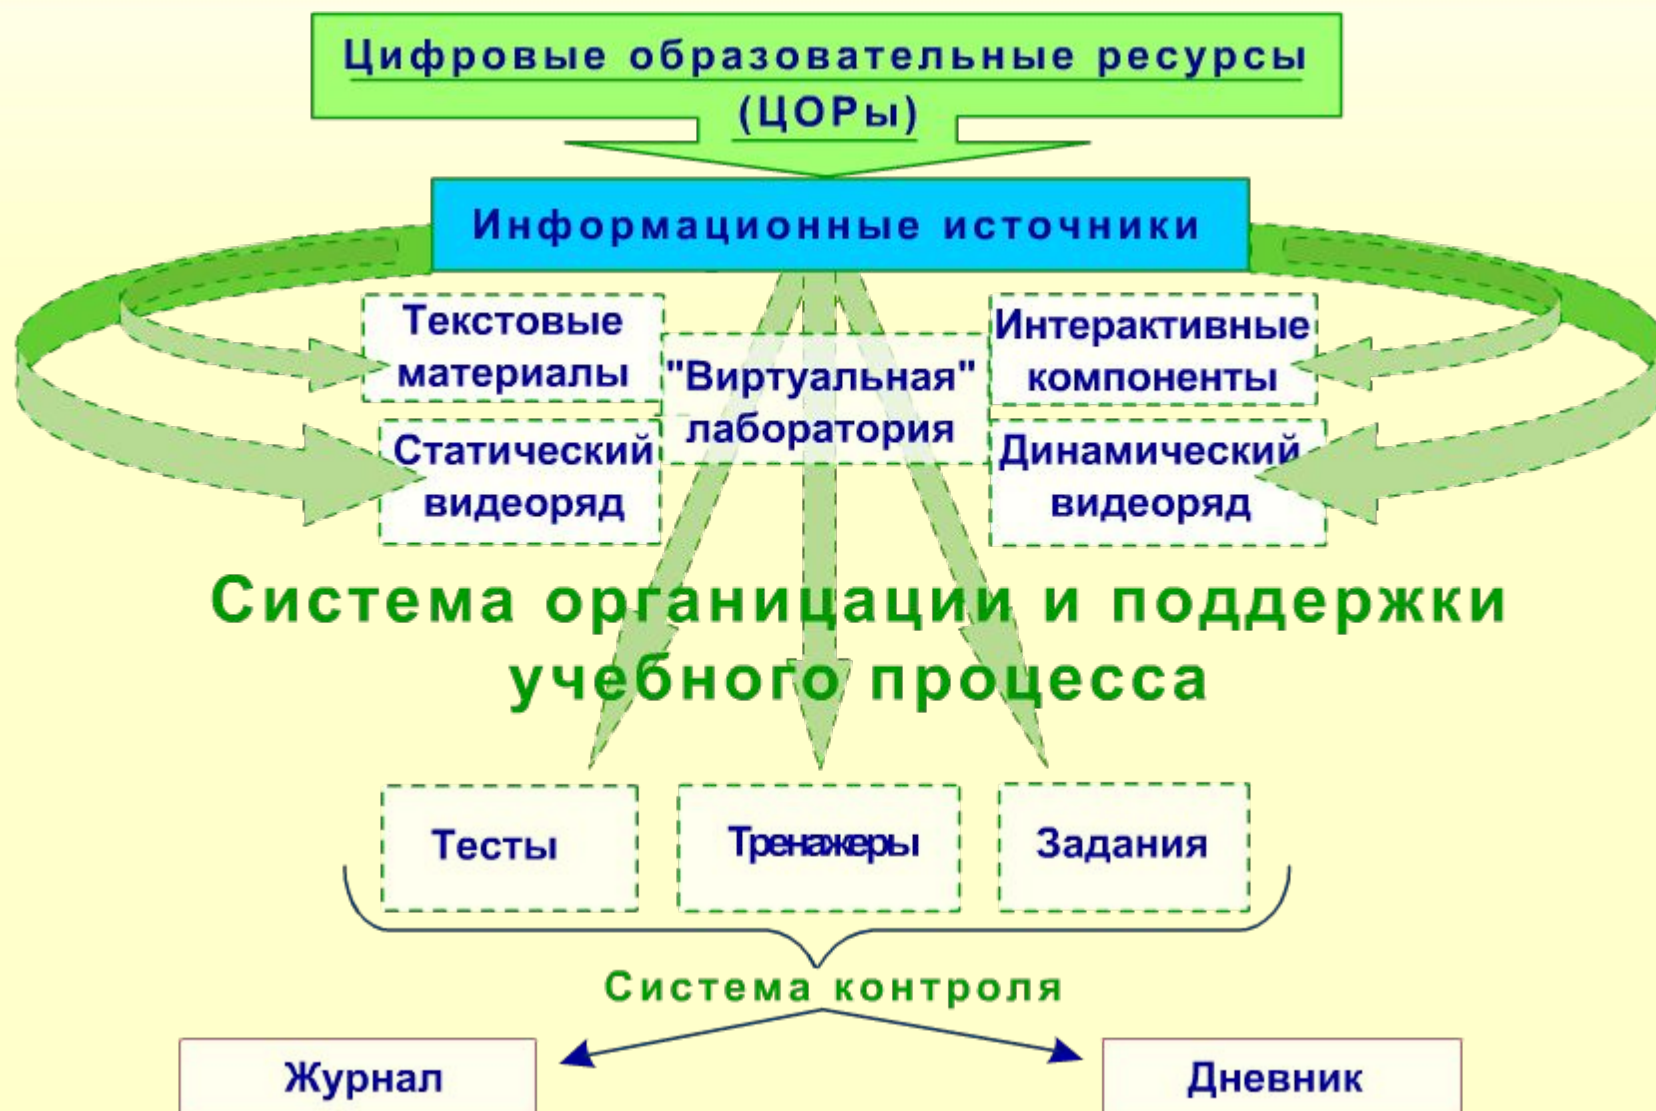 Цифровые образовательные ресурсы
(ЦОРы)
Информационные источники
Текстовые
материалы
"Виртуальная"
лаборатория
Интерактивные
компоненты
Статический
видеоряд
Динамический
видеоряд
Система органицации и поддержки
учебного процесса
Тесты
Тренажеры
Задания
Система контроля
Журнал
Дневник